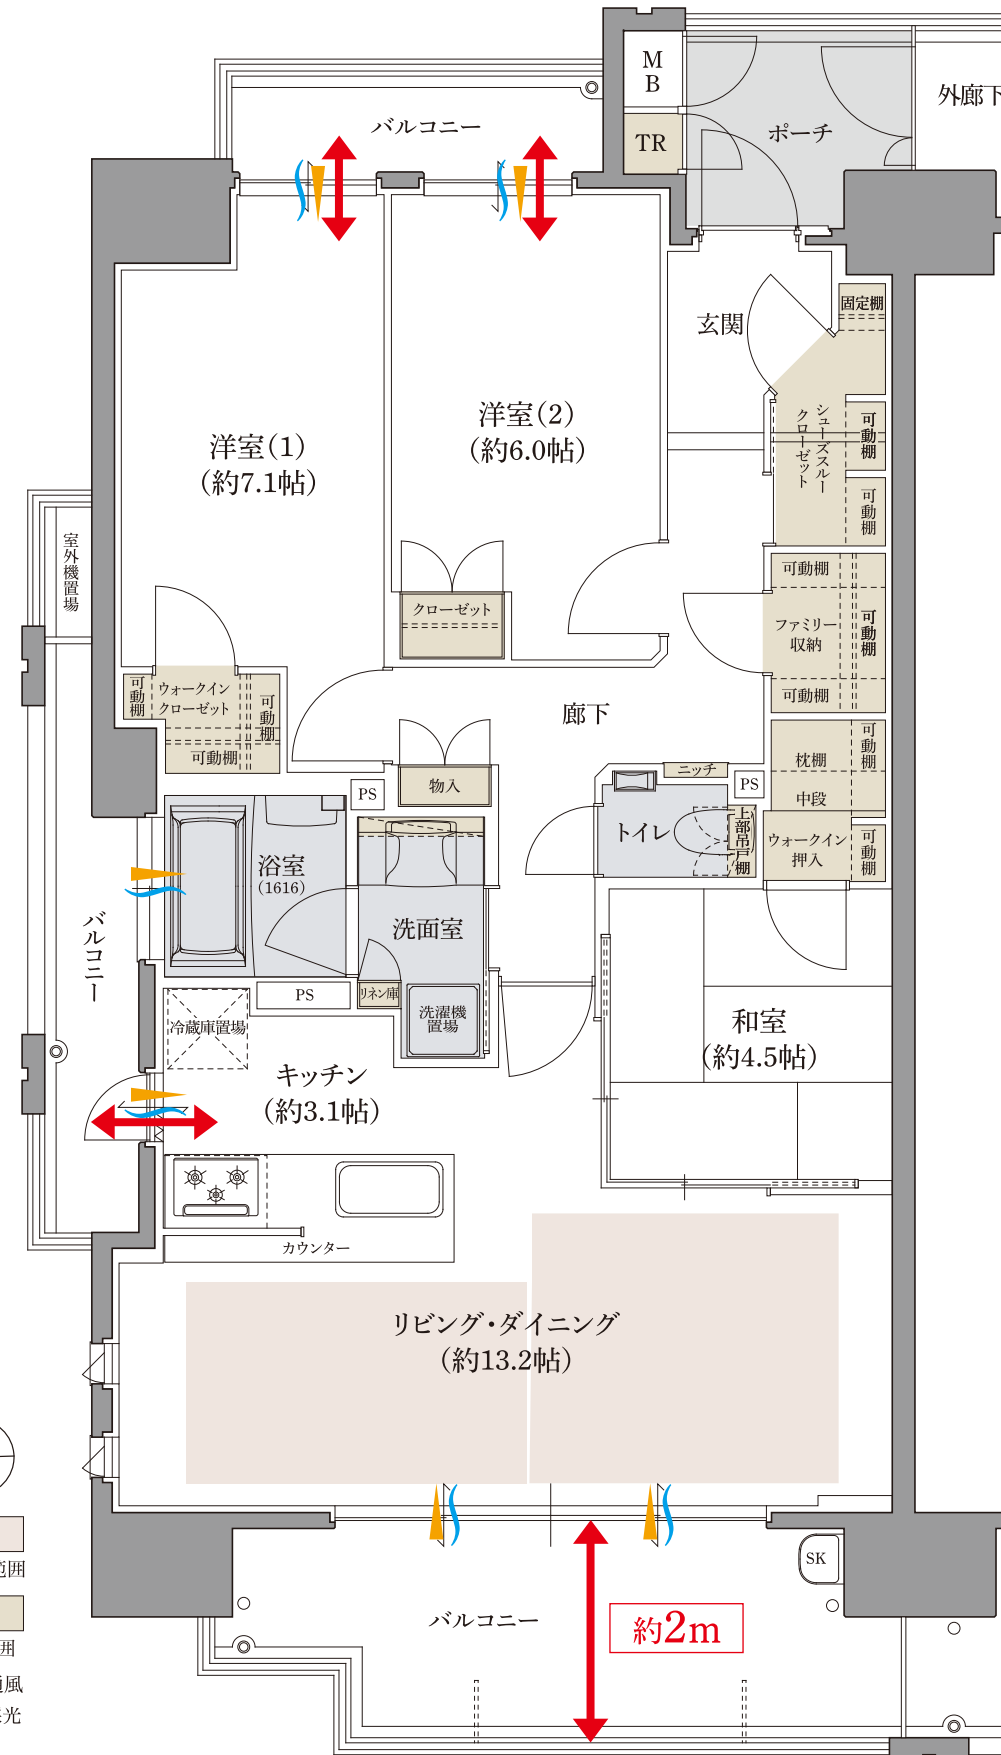 M
B
TR
ポーチ
外廊下
バルコニー
玄関
固定棚
シューズスルー
クローゼット
可動棚
可動棚
洋室(1)
(約7.1帖)
洋室(2)
(約6.0帖)
室外機置場
クローゼット
可動棚
ファミリー
収納
可動棚
可動棚
可動棚
ウォークイン
クローゼット
可動棚
可動棚
廊下
物入
PS
ニッチ
PS
枕棚
可動棚
中段
ウォークイン
押入
可動棚
トイレ
上部吊戸棚
浴室
(1616)
洗面室
リネン庫
洗濯機
置場
PS
バルコニー
冷蔵庫置場
キッチン
(約3.1帖)
和室
(約4.5帖)
カウンター
リビング・ダイニング
(約13.2帖)
SK
バルコニー
約2m
範囲
囲
通風
採光